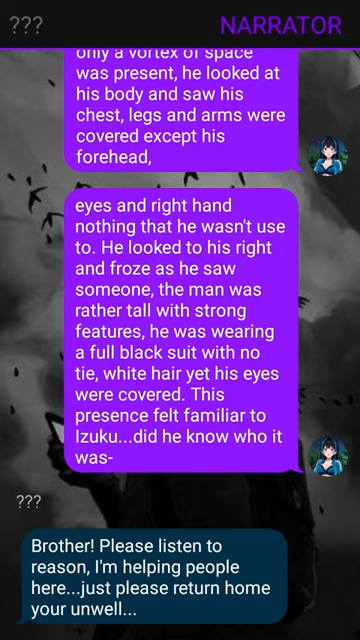 ???
NARRATOR
only a vortex of space
was present, he looked at
his body and saw his
chest, legs and arms were
covered except his
forehead,
eyes and right hand
nothing that he wasn't use
to. He looked to his right
and froze as he saw
someone, the man was
rather tall with strong
features, he was wearing
a full black suit with no
tie, white hair yet his eyes
were covered. This
presence felt familiar to
Izuku...did he know who it
was-
???
Brother! Please listen to
reason, I'm helping people
here...just please return home
your unwell...